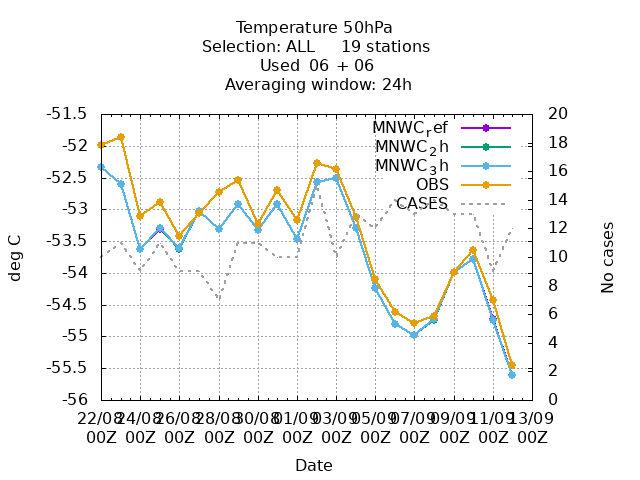 Temperature 50hPa
Selection: ALL     19 stations
Used  06 + 06
Averaging window: 24h
-51.5
-52
-52.5
-53
-53.5
-54
-54.5
-55
-55.5
-56
deg C
20
18
16
14
12
10
8
6
4
2
0
No cases
MNWC_ref
MNWC_2h
MNWC_3h
OBS
CASES
22/08 24/08 26/08 28/08 30/08 01/09 03/09 05/09 07/09 09/09 11/09 13/09
00Z 00Z 00Z 00Z 00Z 00Z 00Z 00Z 00Z 00Z 00Z 00Z
Date